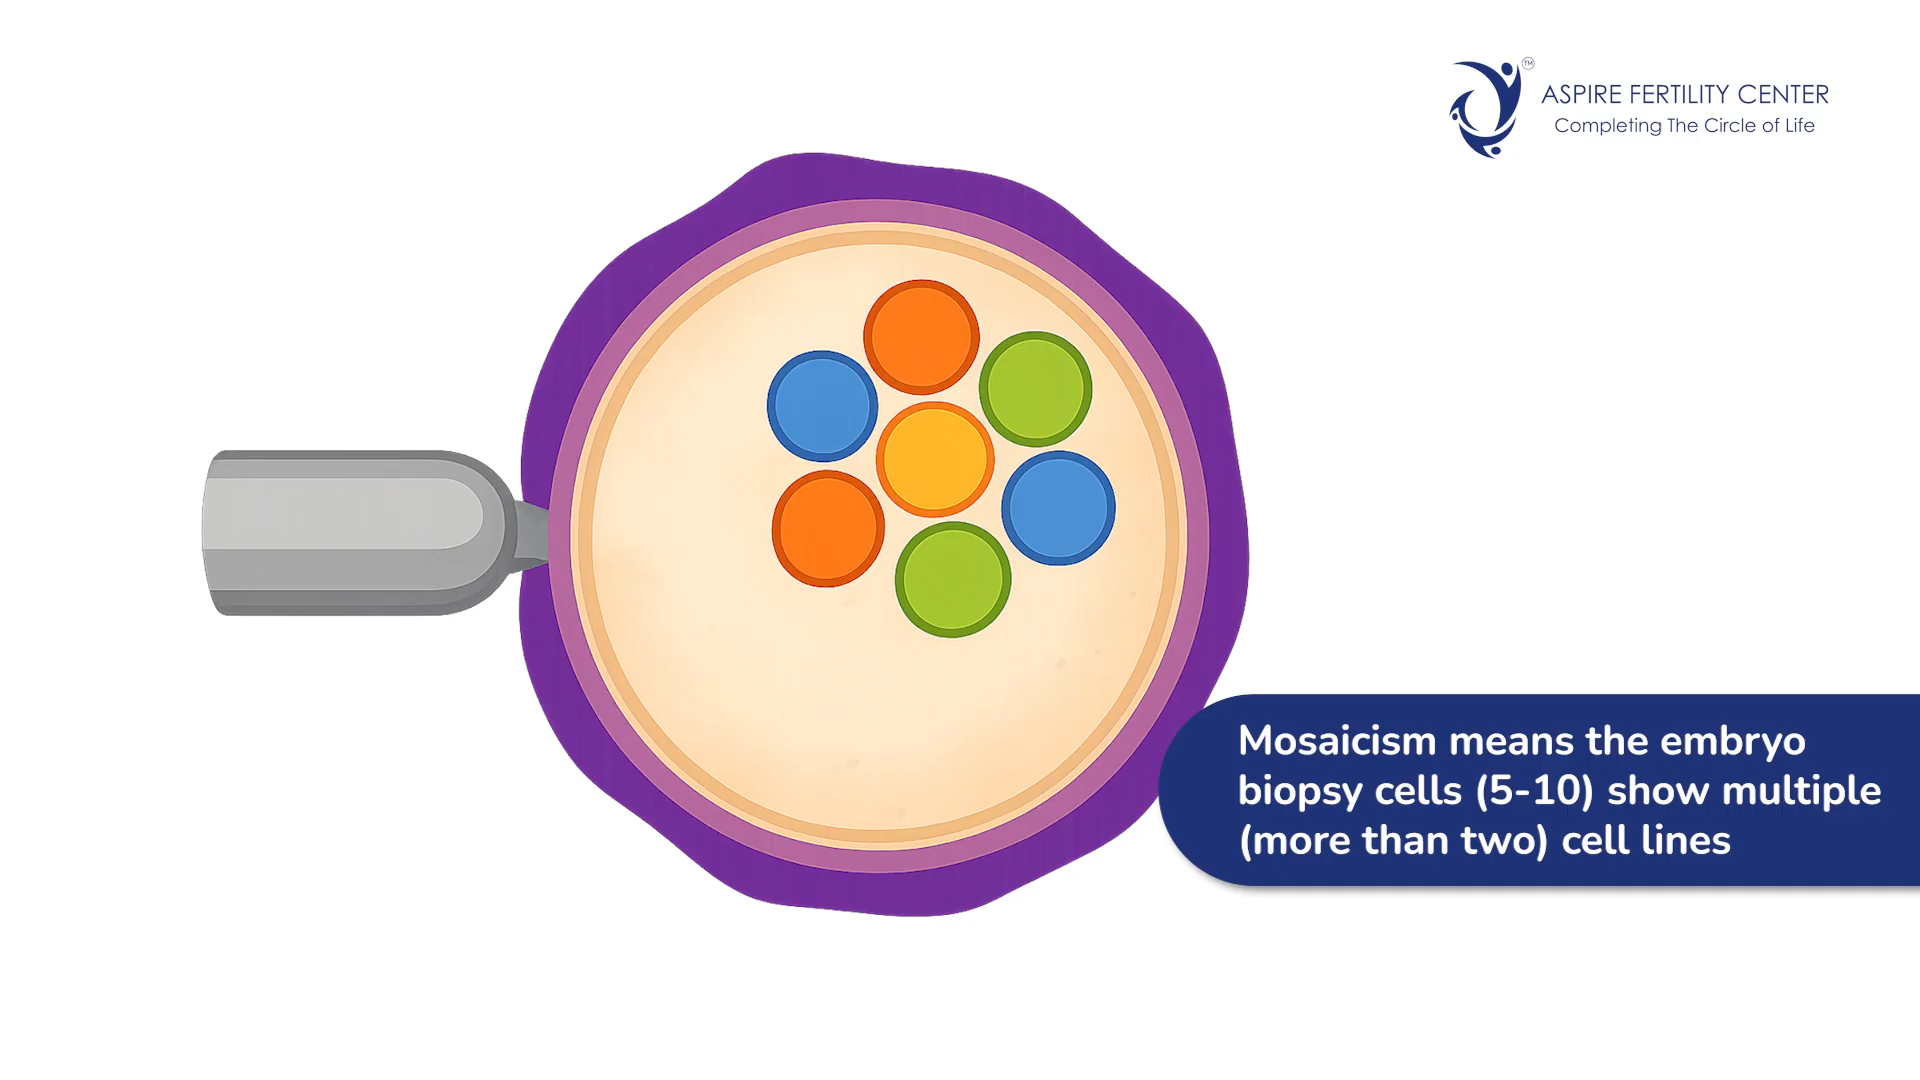 TM
ASPIRE FERTILITY CENTER
Completing The Circle of Life
Mosaicism means the embryo
biopsy cells (5-10) show multiple
(more than two) cell lines